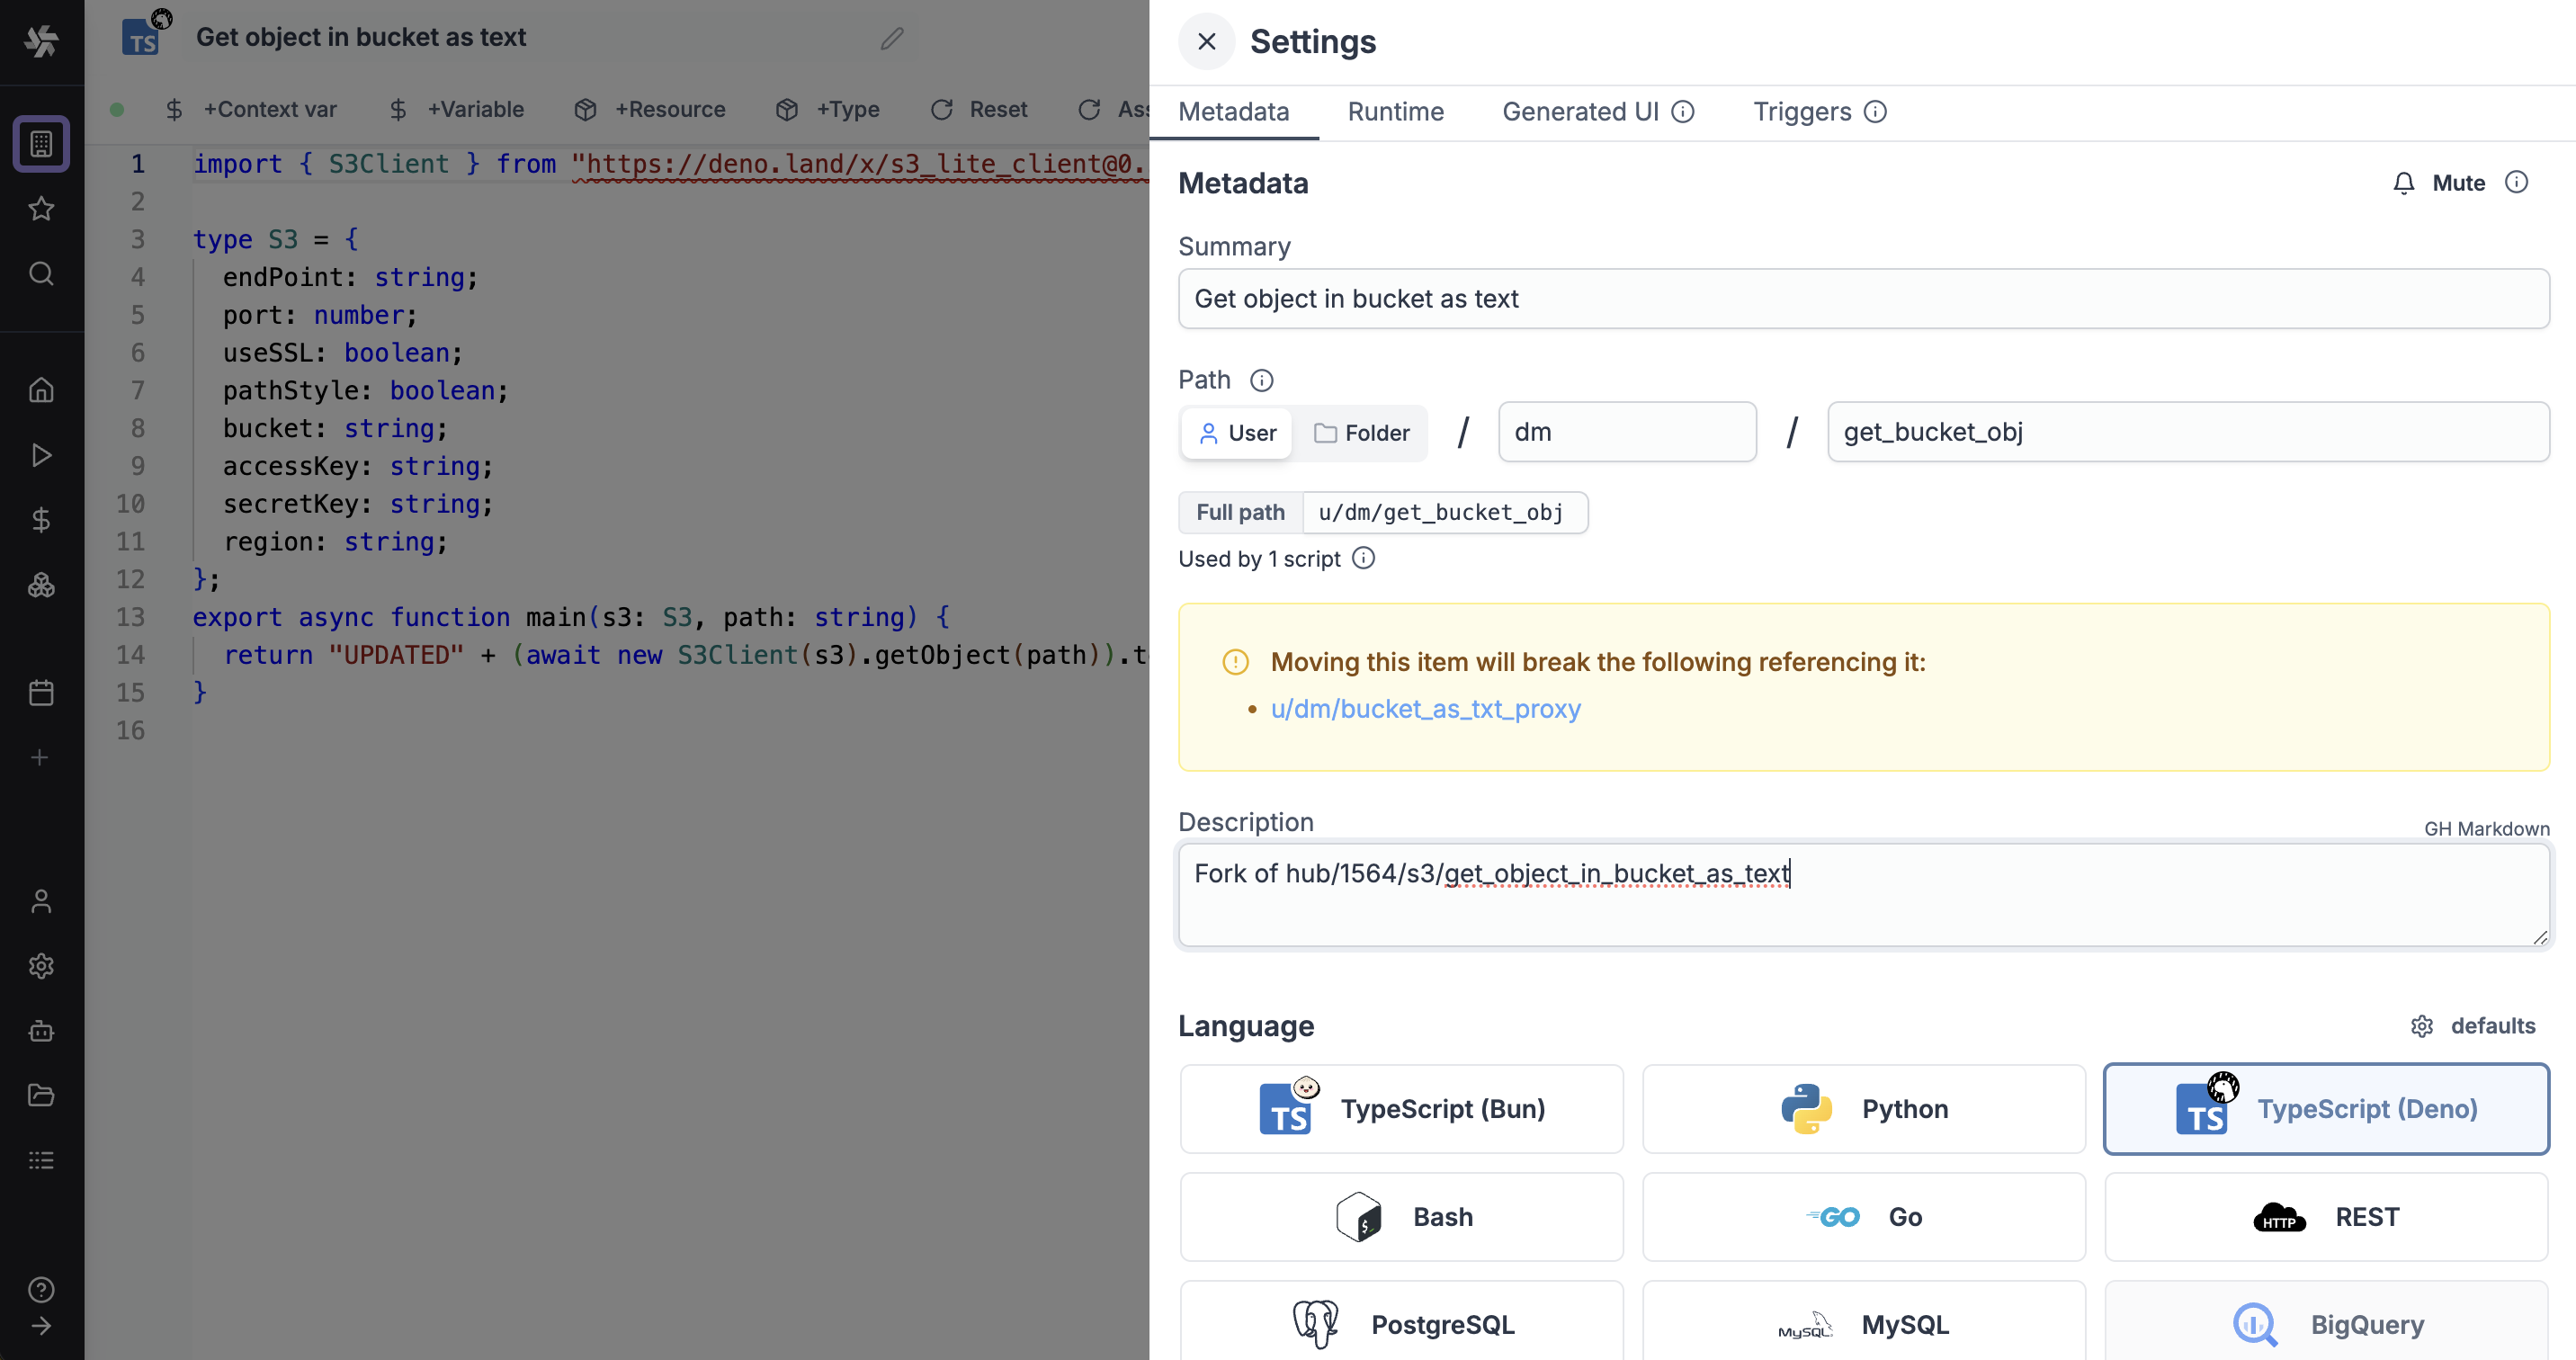 TS
Get object in bucket as text
+Context var
+Variable
+Resource
+Type
Reset
1 import { S3Client } from "https://deno.land/x/s3_lite_client@0.
2
3 type S3 = {
4 endPoint: string;
5 port: number;
6 useSSL: boolean;
7 pathStyle: boolean;
8 bucket: string;
9 accessKey: string;
10 secretKey: string;
11 region: string;
12 };
13 export async function main(s3: S3, path: string) {
14 return "UPDATED" + (await new S3Client(s3).getObject(path)).t
15 }
16
Settings
Metadata
Runtime
Generated UI
Triggers
Metadata
Mute
Summary
Get object in bucket as text
Path
User
Folder
/
dm
/
get_bucket_obj
Full path
u/dm/get_bucket_obj
Used by 1 script
Moving this item will break the following referencing it:
• u/dm/bucket_as_txt_proxy
Description
GH Markdown
Fork of hub/1564/s3/get_object_in_bucket_as_text
Language
defaults
TS TypeScript (Bun)
Python
TS TypeScript (Deno)
Bash
GO Go
HTTP REST
PostgreSQL
MySQL MySQL
BigQuery